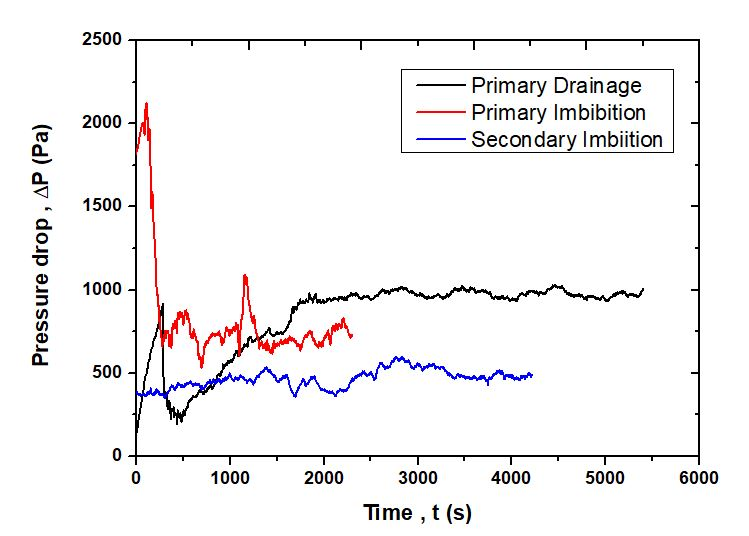 2500
2000
1500
1000
500
0
Pressure drop , ΔP (Pa)
Primary Drainage
Primary Imbibition
Secondary Imbiition
0 1000 2000 3000 4000 5000 6000
Time , t (s)